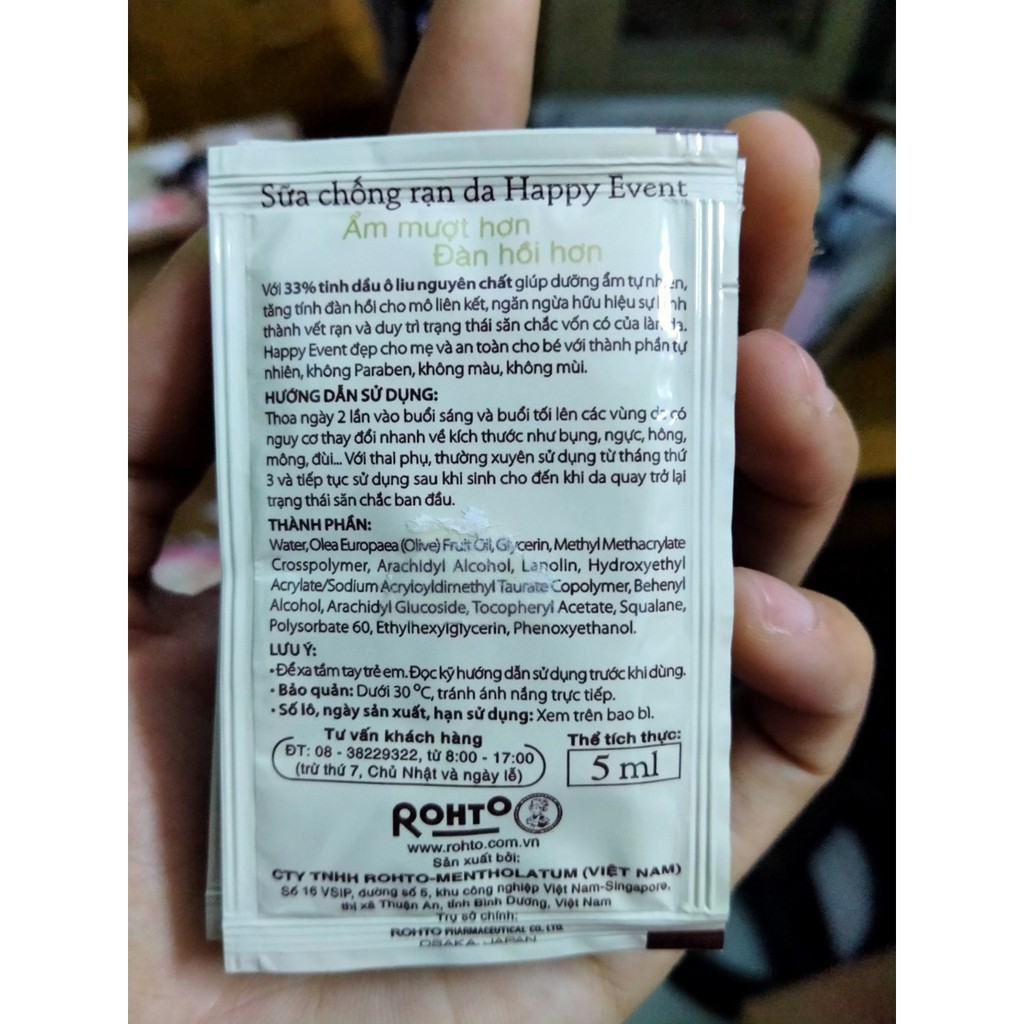 Sữa chống rạn da Happy Event
Ẩm mượt hơn
Đàn hồi hơn
Với 33% tinh dầu ô liu nguyên chất giúp dưỡng ẩm tự nhiên,
tăng tính đàn hồi cho mô liên kết, ngăn ngừa hữu hiệu sự hình
thành vết rạn và duy trì trạng thái săn chắc vốn có của làn da.
Happy Event đẹp cho mẹ và an toàn cho bé với thành phần tự
nhiên, không Paraben, không màu, không mùi.
HƯỚNG DẪN SỬ DỤNG:
Thoa ngày 2 lần vào buổi sáng và buổi tối lên các vùng da có
nguy cơ thay đổi nhanh về kích thước như bụng, ngực, hông,
mông, đùi... Với thai phụ, thường xuyên sử dụng từ tháng thứ
3 và tiếp tục sử dụng sau khi sinh cho đến khi da quay trở lại
trạng thái săn chắc ban đầu.
THÀNH PHẦN:
Water, Olea Europaea (Olive) Fruit Oil, Glycerin, Methyl Methacrylate
Crosspolymer, Arachidyl Alcohol, Lanolin, Hydroxyethyl
Acrylate/Sodium Acryloyldimethyl Taurate Copolymer, Behenyl
Alcohol, Arachidyl Glucoside, Tocopheryl Acetate, Squalane,
Polysorbate 60, Ethylhexylglycerin, Phenoxyethanol.
LƯU Ý:
• Để xa tầm tay trẻ em. Đọc kỹ hướng dẫn sử dụng trước khi dùng.
• Bảo quản: Dưới 30 °C, tránh ánh nắng trực tiếp.
• Số lô, ngày sản xuất, hạn sử dụng: Xem trên bao bì.
Tư vấn khách hàng
ĐT: 08 - 38229322, từ 8:00 - 17:00
(trừ thứ 7, Chủ Nhật và ngày lễ)
Thể tích thực:
5 ml
ROHTO
www.rohto.com.vn
Sản xuất bởi:
CTY TNHH ROHTO-MENTHOLATUM (VIỆT NAM)
Số 16 VSIP, đường số 5, khu công nghiệp Việt Nam-Singapore,
thị xã Thuận An, tỉnh Bình Dương, Việt Nam
Trụ sở chính:
ROHTO PHARMACEUTICAL CO. LTD.
OSAKA, JAPAN